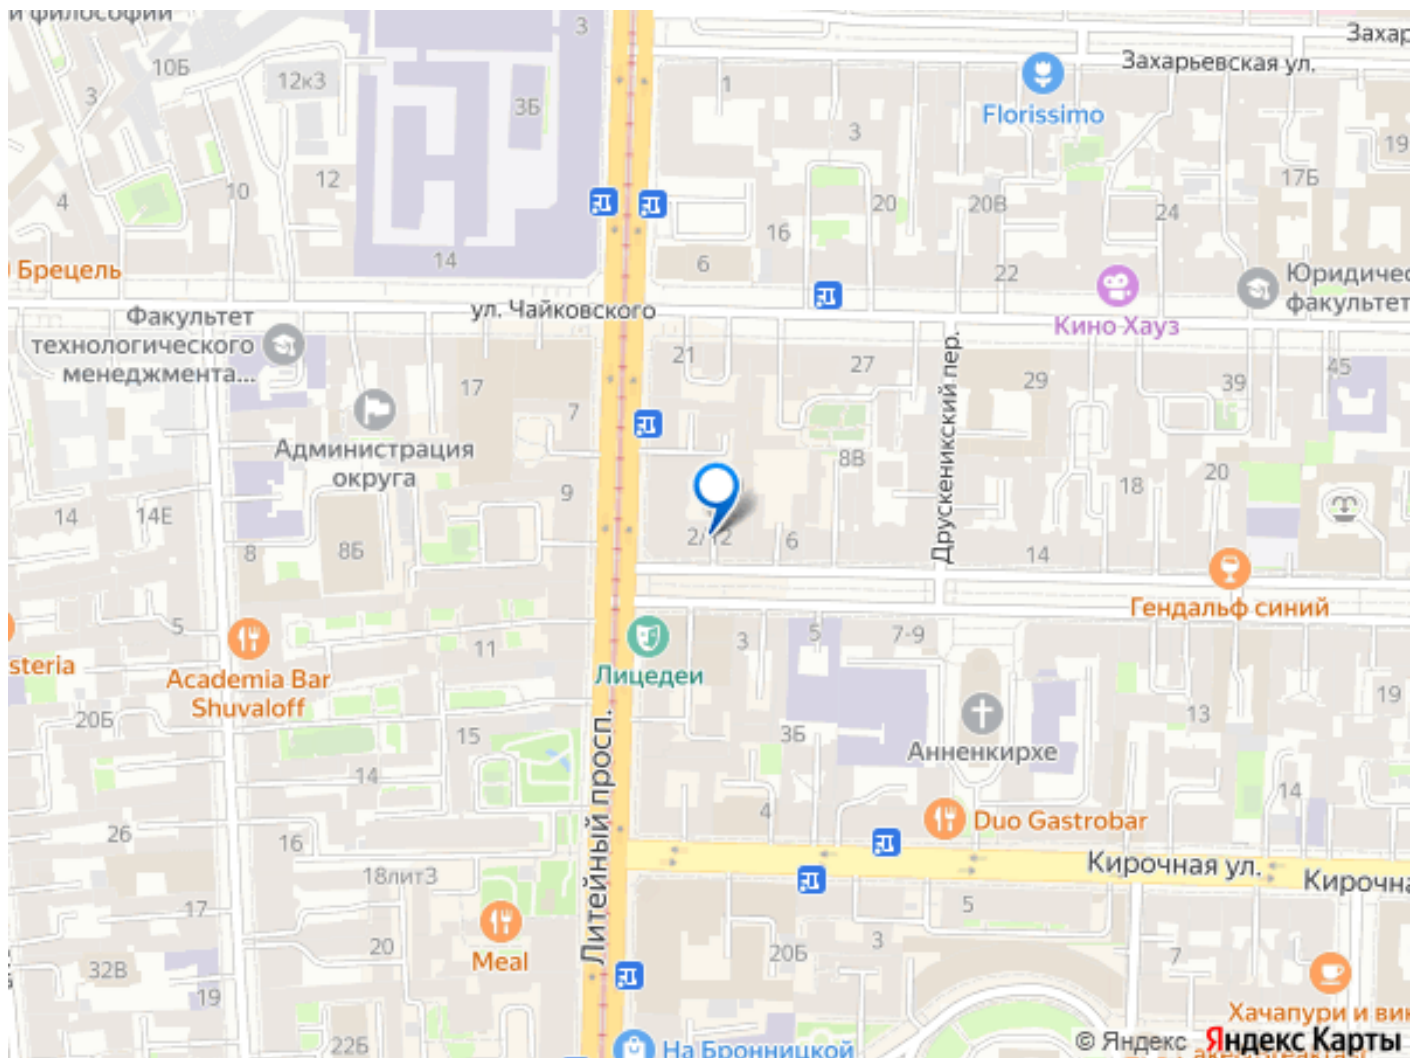 и философии
3
Захар
10Б
12к3
Захарьевская ул.
3
3Б
1
Florissimo
3
19
12
10
17Б
4
20
20В
24
16
14
6
22
Брецель
Юридичес
факультет
ул. Чайковского
Факультет
технологического
менеджмента...
Кино Хауз
21
27
Друскеникский пер.
29
39
45
17
7
Администрация
округа
8В
20
18
9
14
14Е
8
8Б
2/12
6
14
Гендальф синий
5
steria
Academia Bar
Shuvaloff
11
Лицедеи
3
5
7-9
19
20Б
15
3Б
13
Анненкирхе
14
14
Литейный просп.
4
Duo Gastrobar
26
16
Кирочная ул.
Кирочна
18лит3
17
5
20
3
Meal
20Б
7
32В
19
Хачапури и вин
22Б
На Бронницкой
© Яндекс Яндекс Карты